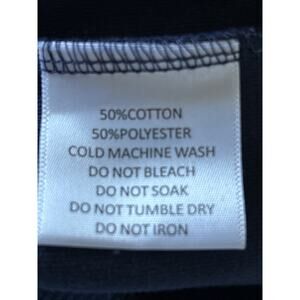 50%COTTON
50%POLYESTER
COLD MACHINE WASH
DO NOT BLEACH
DO NOT SOAK
DO NOT TUMBLE DRY
DO NOT IRON